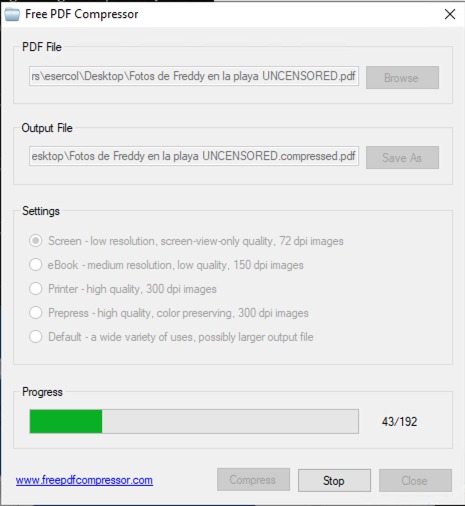 Free PDF Compressor
PDF File
rs\esercol\Desktop\Fotos de Freddy en la playa UNCENSORED.pdf
Browse
Output File
esktop\Fotos de Freddy en la playa UNCENSORED.compressed.pdf
Save As
Settings
Screen - low resolution, screen-view-only quality, 72 dpi images
eBook - medium resolution, low quality, 150 dpi images
Printer - high quality, 300 dpi images
Prepress - high quality, color preserving, 300 dpi images
Default - a wide variety of uses, possibly larger output file
Progress
43/192
www.freepdfcompressor.com
Compress
Stop
Close